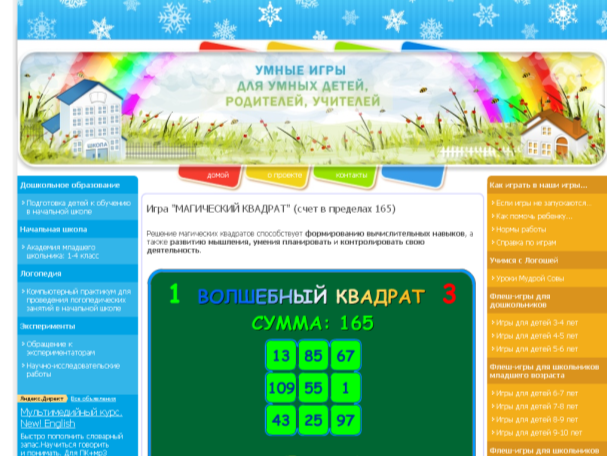 УМНЫЕ ИГРЫ
ДЛЯ УМНЫХ ДЕТЕЙ,
РОДИТЕЛЕЙ, УЧИТЕЛЕЙ
ШКОЛА
домой
о проекте
контакты
Дошкольное образование
Подготовка детей к обучению
в начальной школе
Начальная школа
Академия младшего
школьника: 1-4 класс
Логопедия
Компьютерный практикум для
проведения логопедических
занятий в начальной школе
Эксперименты
Обращение к
экспериментаторам
Научно-исследовательские
работы
Яндекс.Директ Все объявления
Мультимедийный курс.
New! English
Быстро пополнить словарный
запас.Научиться говорить
и понимать. Для ПК+mp3
Игра "МАГИЧЕСКИЙ КВАДРАТ" (счет в пределах 165)
Решение магических квадратов способствует формированию вычислительных навыков, а
также развитию мышления, умения планировать и контролировать свою
деятельность.
1 ВОЛШЕБНЫЙ КВАДРАТ 3
СУММА: 165
13 85 67
109 55 1
43 25 97
Как играть в наши игры...
Если игры не запускаются...
Как помочь ребенку...
Нормы работы
Справка по играм
Учимся с Логошей
Уроки Мудрой Совы
Флеш-игры для
дошкольников
Игры для детей 3-4 лет
Игры для детей 4-5 лет
Игры для детей 5-6 лет
Флеш-игры для школьников
младшего возраста
Игры для детей 6-7 лет
Игры для детей 7-8 лет
Игры для детей 8-9 лет
Игры для детей 9-10 лет
Флеш-игры для школьников